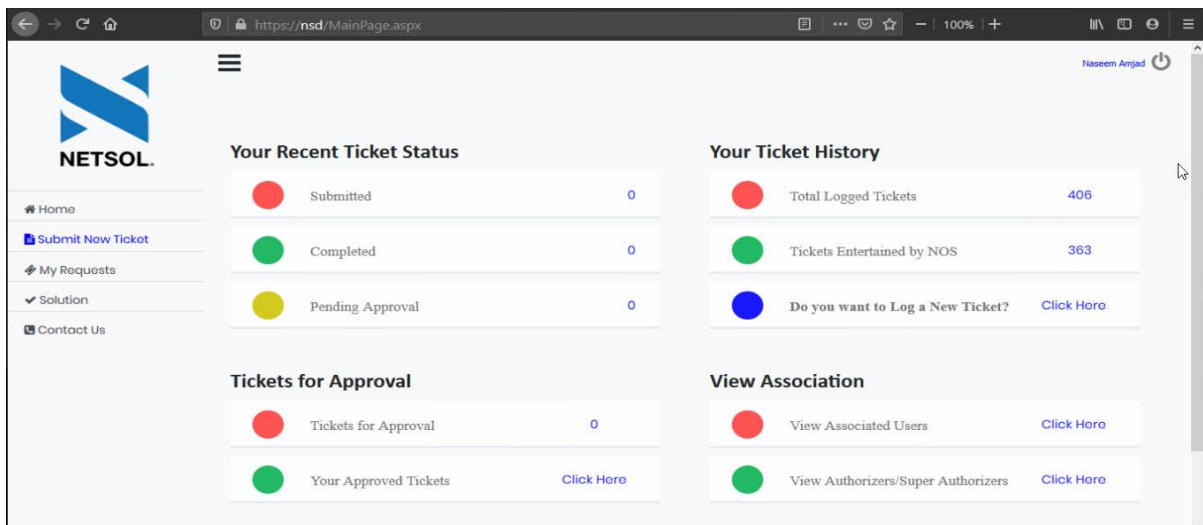 https://nsd/MainPage.aspx
100%
Naseem Amjad
NETSOL.
Home
Submit New Ticket
My Requests
Solution
Contact Us
Your Recent Ticket Status
Submitted 0
Completed 0
Pending Approval 0
Your Ticket History
Total Logged Tickets 406
Tickets Entertained by NOS 363
Do you want to Log a New Ticket? Click Here
Tickets for Approval
Tickets for Approval 0
Your Approved Tickets Click Here
View Association
View Associated Users Click Here
View Authorizers/Super Authorizers Click Here